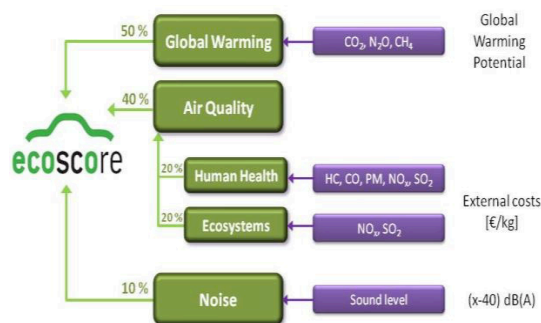 50 %
Global Warming
CO₂, N₂O, CH₄
Global
Warming
Potential
40 %
Air Quality
ecoscore
20%
Human Health
HC, CO, PM, NOₓ, SO₂
External costs
[€/kg]
20%
Ecosystems
NOₓ, SO₂
10 %
Noise
Sound level
(x-40) dB(A)